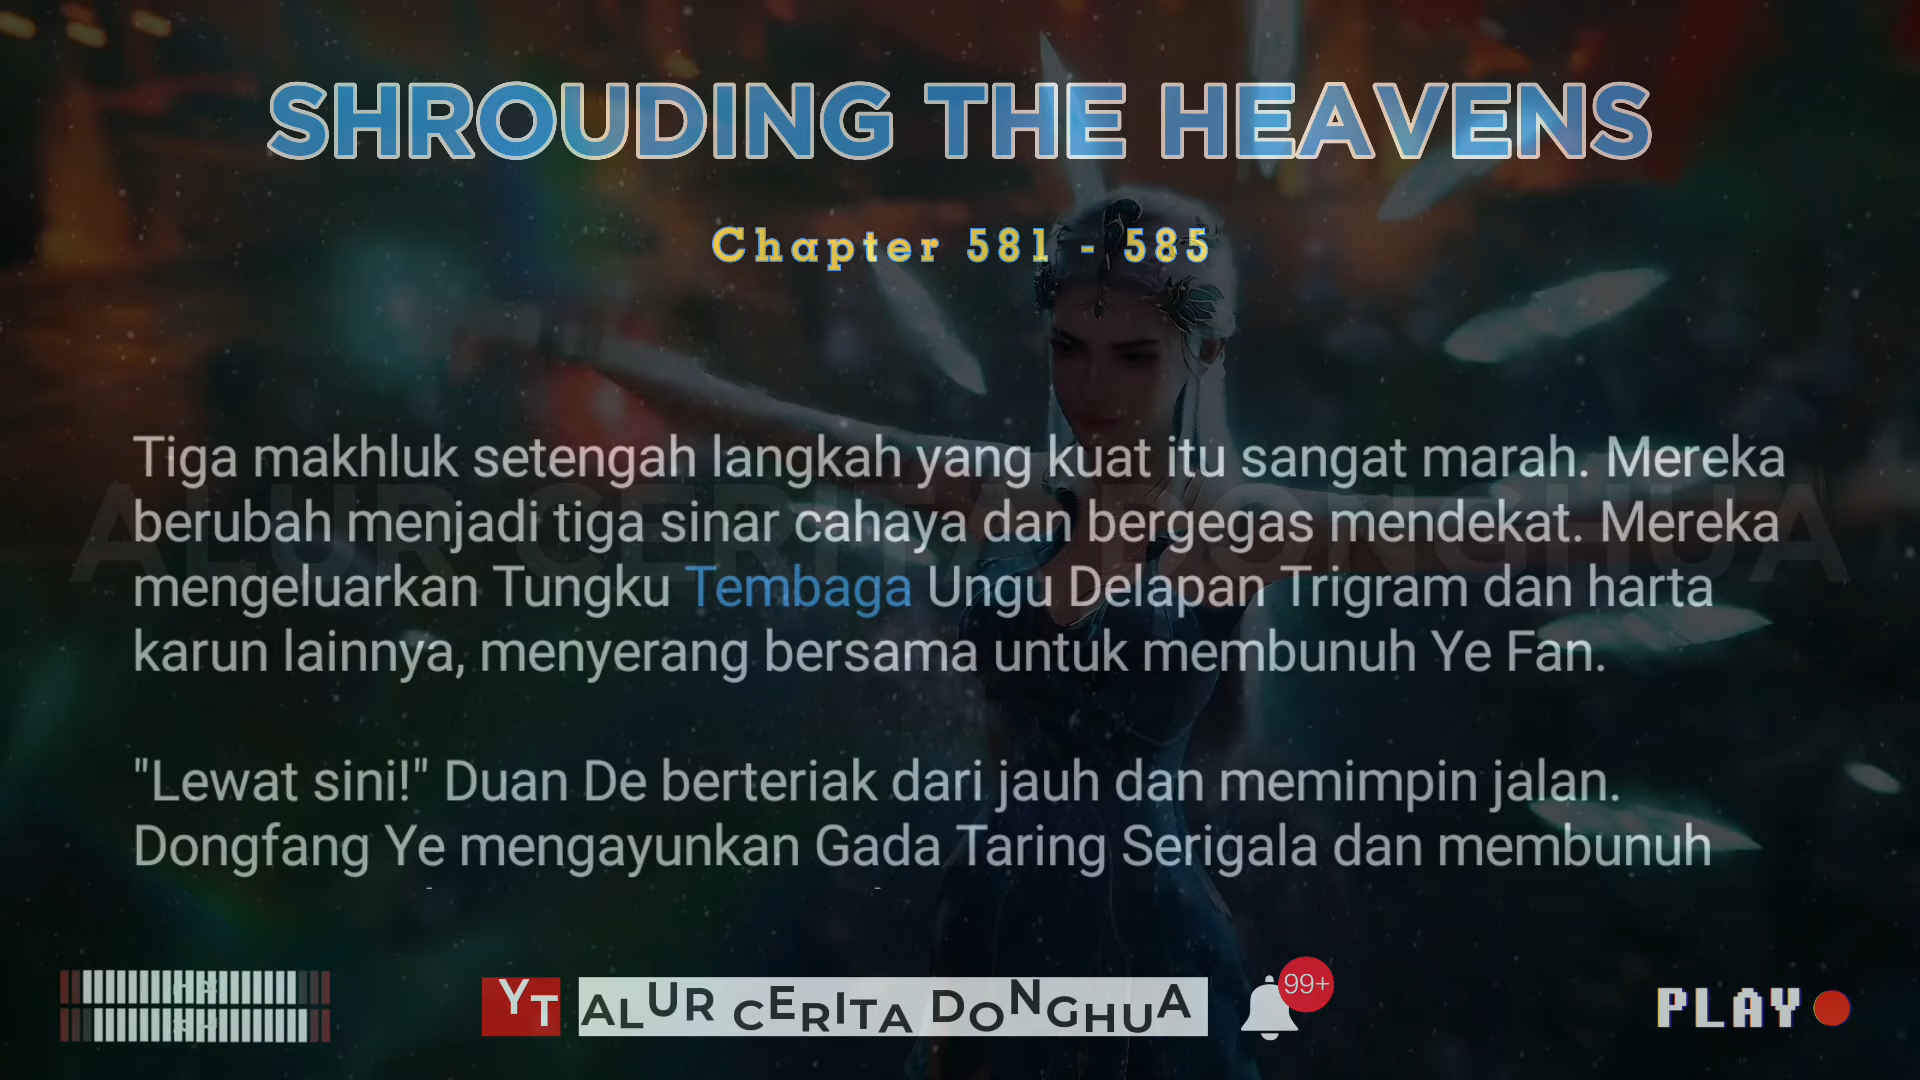 SHROUDING THE HEAVENS
Chapter 581 - 585
Tiga makhluk setengah langkah yang kuat itu sangat marah. Mereka
berubah menjadi tiga sinar cahaya dan bergegas mendekat. Mereka
mengeluarkan Tungku Tembaga Ungu Delapan Trigram dan harta
karun lainnya, menyerang bersama untuk membunuh Ye Fan.
"Lewat sini!" Duan De berteriak dari jauh dan memimpin jalan.
Dongfang Ye mengayunkan Gada Taring Serigala dan membunuh
ALUR CERITA DONGHUA
YT ALUR CERITA DONGHUA
99+
PLAY